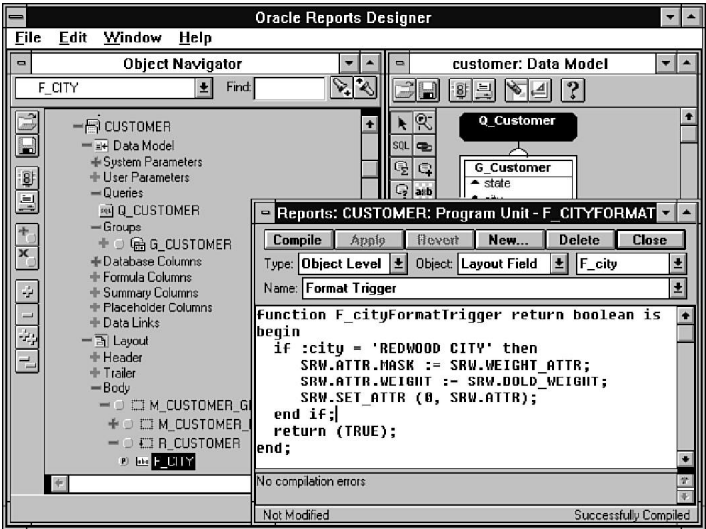 Oracle Reports Designer
File Edit Window Help
Object Navigator
F_CITY
Find:
CUSTOMER
Data Model
System Parameters
User Parameters
Queries
Q_CUSTOMER
Groups
G_CUSTOMER
Database Columns
Formula Columns
Summary Columns
Placeholder Columns
Data Links
Layout
Header
Trailer
Body
M_CUSTOMER_G
M_CUSTOMER_
R_CUSTOMER
F_CITY
customer: Data Model
SQL
Q_Customer
G_Customer
state
Reports: CUSTOMER: Program Unit - F_CITYFORMAT
Compile Apply Revert New... Delete Close
Type: Object Level Object: Layout Field F_city
Name: Format Trigger
Function F_cityFormatTrigger return boolean is
begin
if :city = 'REDWOOD CITY' then
SRW.ATTR.MASK := SRW.WEIGHT_ATTR;
SRW.ATTR.WEIGHT := SRW.BOLD_WEIGHT;
SRW.SET_ATTR (0, SRW.ATTR);
end if;
return (TRUE);
end;
No compilation errors
Not Modified Successfully Compiled